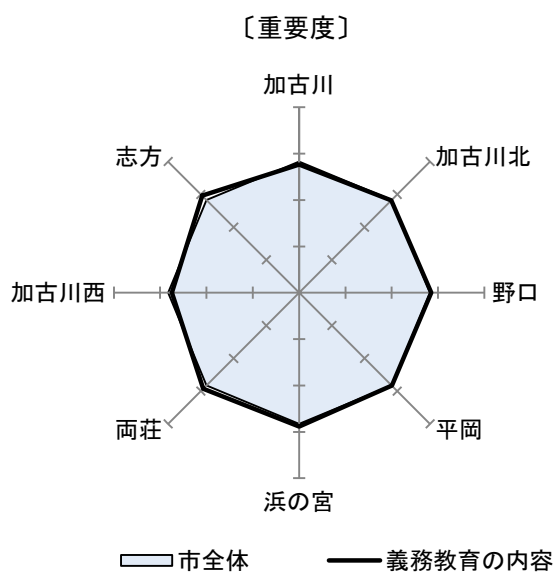 〔重要度〕
加古川
志方
加古川北
加古川西
野口
両荘
平岡
浜の宮
市全体 義務教育の内容